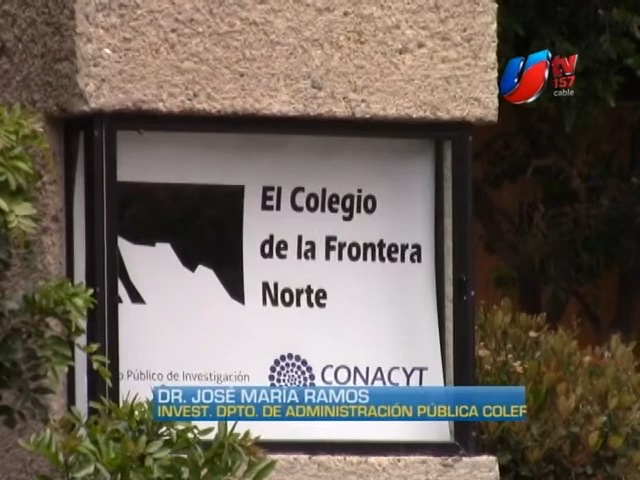 tv
157
cable
El Colegio
de la Frontera
Norte
o Público de Investigación
CONACYT
DR. JOSÉ MARÍA RAMOS
INVEST. DPTO. DE ADMINISTRACIÓN PÚBLICA COLEF